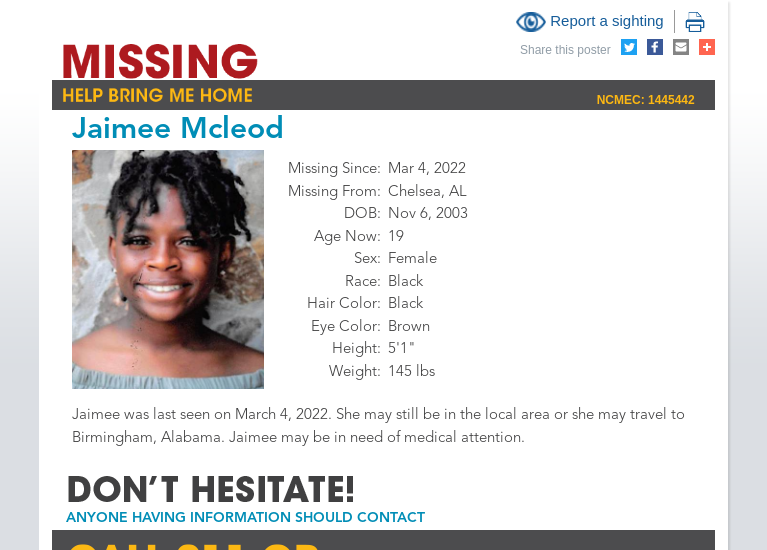 Report a sighting
Share this poster
MISSING
HELP BRING ME HOME
NCMEC: 1445442
Jaimee Mcleod
Missing Since: Mar 4, 2022
Missing From: Chelsea, AL
DOB: Nov 6, 2003
Age Now: 19
Sex: Female
Race: Black
Hair Color: Black
Eye Color: Brown
Height: 5'1"
Weight: 145 lbs
Jaimee was last seen on March 4, 2022. She may still be in the local area or she may travel to
Birmingham, Alabama. Jaimee may be in need of medical attention.
DON'T HESITATE!
ANYONE HAVING INFORMATION SHOULD CONTACT
CALL 911 OR